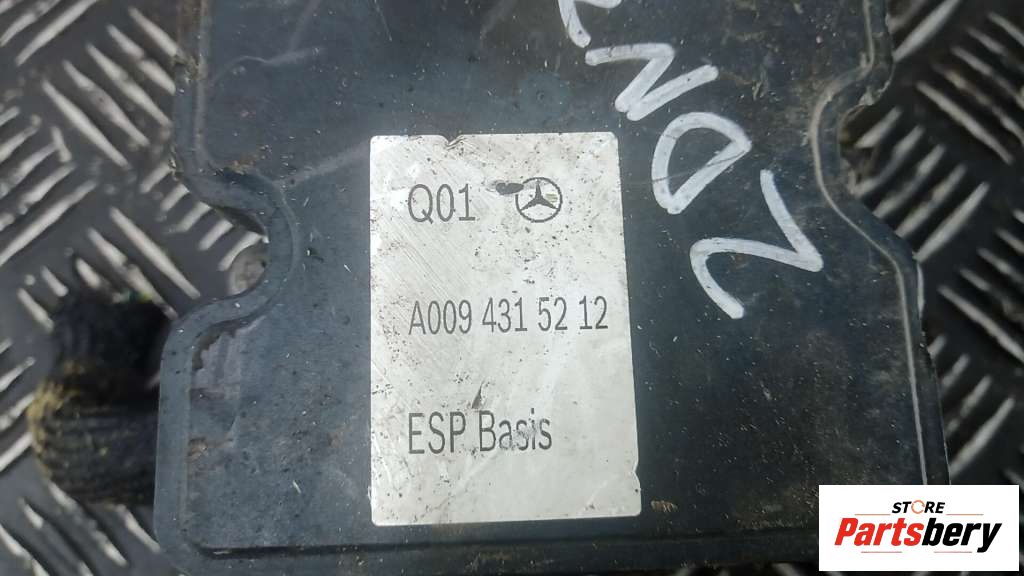 Q01
A009 431 52 12
ESP Basis
STORE
Partsbery